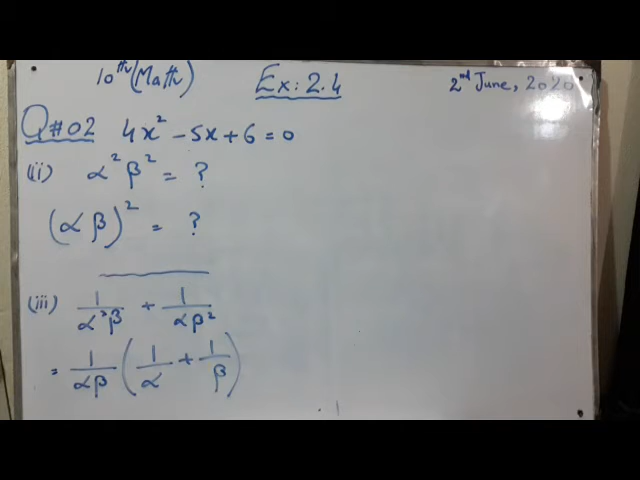 10th (Math) Ex: 2.4 2nd June, 2020
Q#02 4x² - 5x + 6 = 0
(ii) α²β² = ?
(αβ)² = ?
(iii) 1/α²β + 1/αβ²
= 1/αβ (1/α + 1/β)